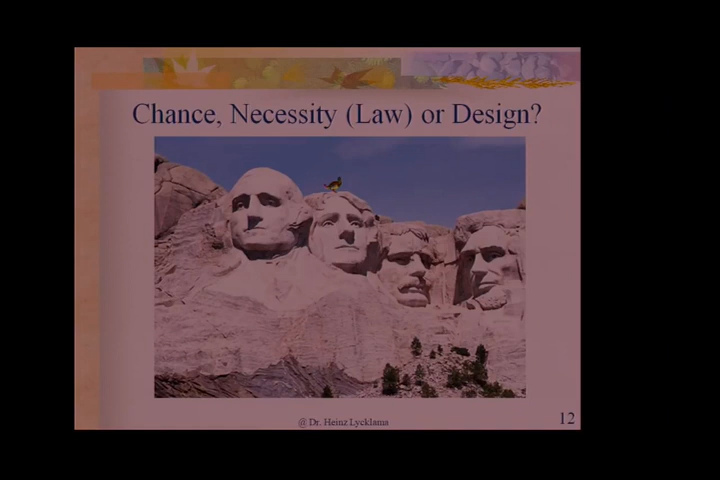 Chance, Necessity (Law) or Design?
@ Dr. Heinz Lycklama
12